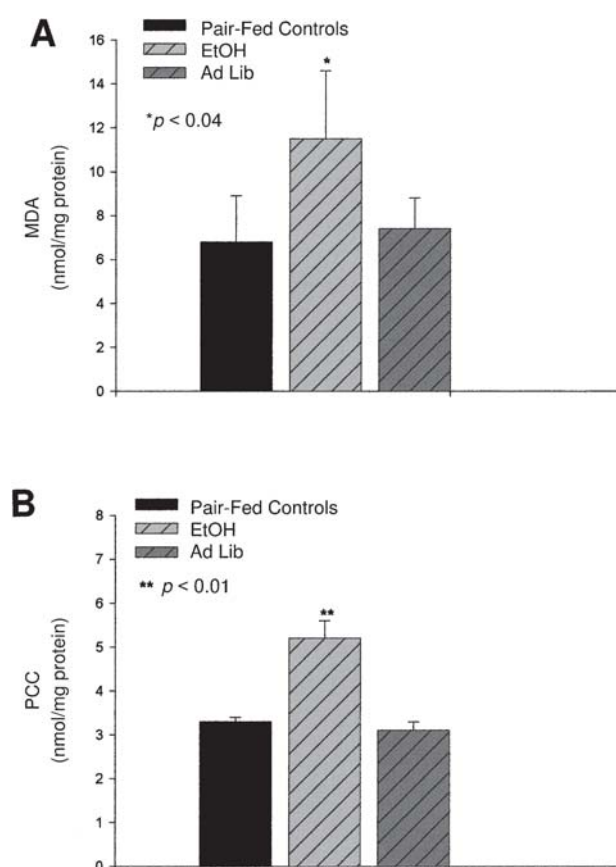 A
Pair-Fed Controls
EtOH
Ad Lib
*p < 0.04
*
16
14
12
10
8
6
4
2
0
MDA
(nmol/mg protein)
B
Pair-Fed Controls
EtOH
Ad Lib
** p < 0.01
**
8
7
6
5
4
3
2
1
0
PCC
(nmol/mg protein)